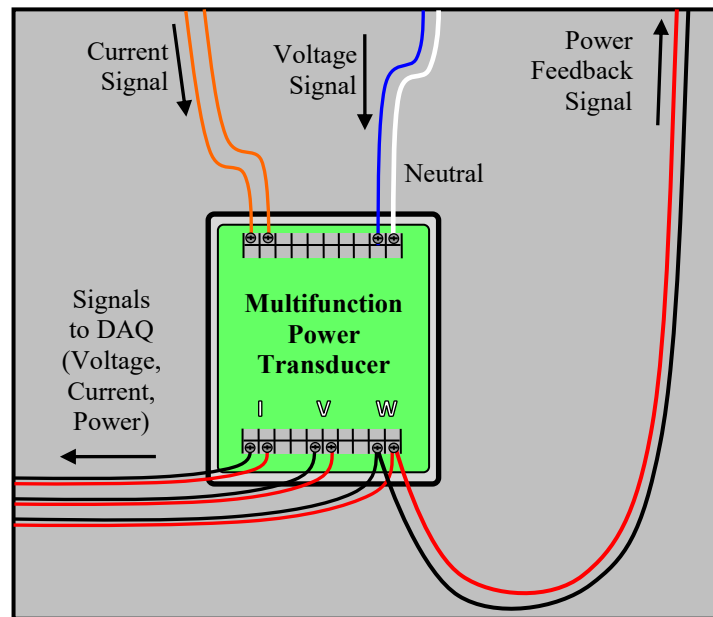 Current
Signal
Voltage
Signal
Power
Feedback
Signal
Neutral
Signals
to DAQ
(Voltage,
Current,
Power)
Multifunction
Power
Transducer
I V W